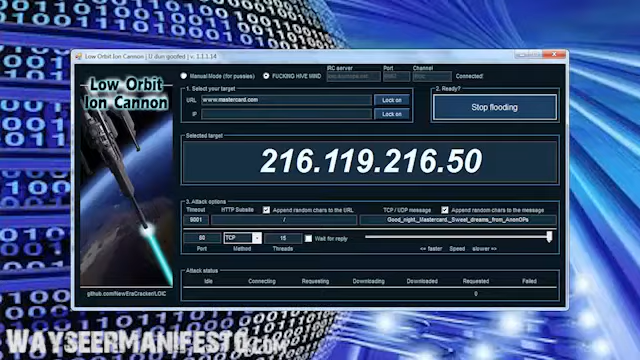 Low Orbit Ion Cannon | U dun goofed | v. 1.1.1.14
Low Orbit
Ion Cannon
Manual Mode (for pussies)
FUCKING HIVE MIND
RC server
Port
Channel
Connected!
1. Select your target
URL
www.mastercard.com
Lock on
IP
Lock on
2. Ready?
Stop flooding
Selected target
216.119.216.50
3. Attack options
Timeout
HTTP Subsite
Append random chars to the URL
TCP / UDP message
Append random chars to the message
9001
/
Good_night_Mastercard._Sweet_dreams_from_AnonOPs
80
TCP
15
Wait for reply
Port
Method
Threads
<= faster
Speed
slower =>
Attack status
Idle
Connecting
Requesting
Downloading
Downloaded
Requested
Failed
0
github.com/NewEraCracker/LOIC
WAYSEERMANIFESTO.COM